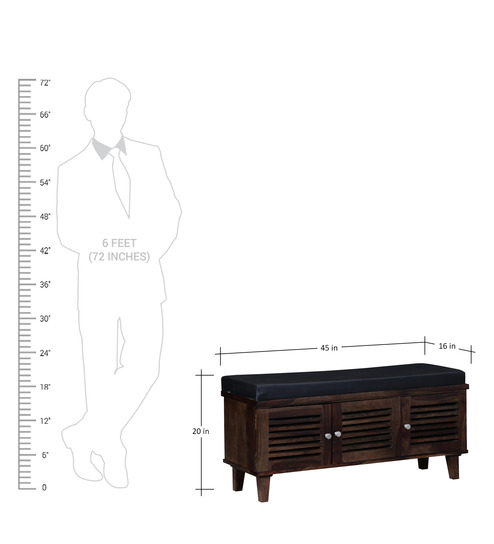 72"
66"
60"
54"
48"
42"
36"
30"
24"
18"
12"
6"
0
6 FEET
(72 INCHES)
45 in
16 in
20 in